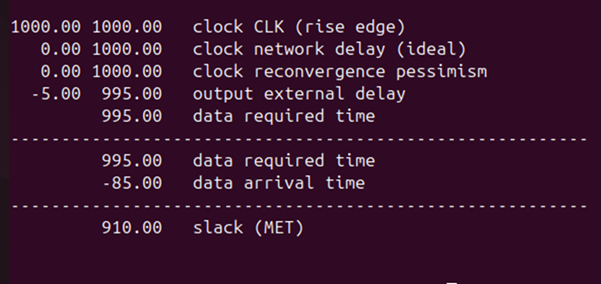 1000.00 1000.00   clock CLK (rise edge)
   0.00 1000.00   clock network delay (ideal)
   0.00 1000.00   clock reconvergence pessimism
  -5.00  995.00   output external delay
         995.00   data required time
---------------------------------------------------------
         995.00   data required time
         -85.00   data arrival time
---------------------------------------------------------
         910.00   slack (MET)